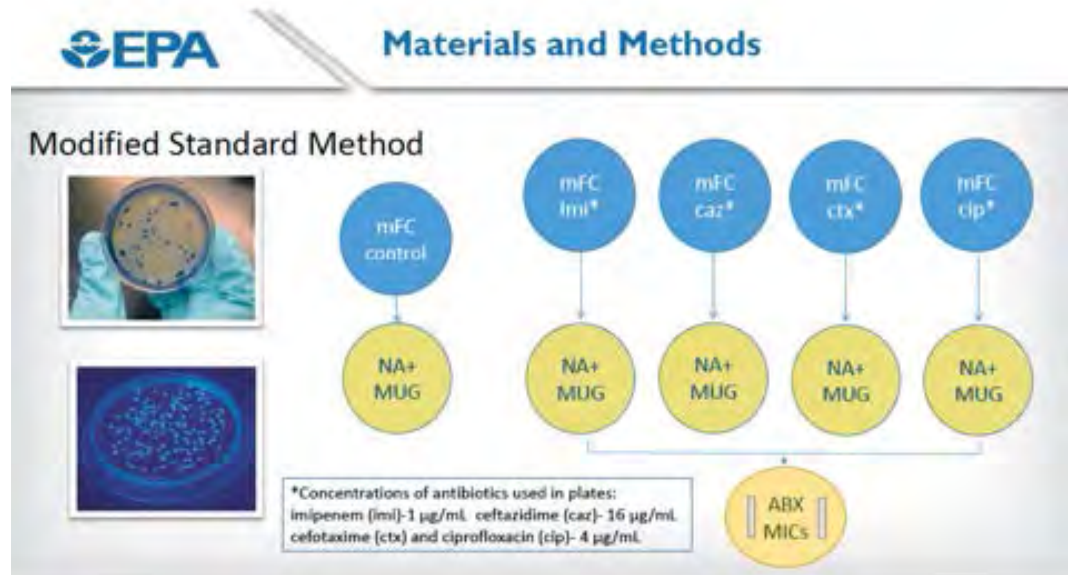 EPA
Materials and Methods
Modified Standard Method
mFC
control
mFC
imi*
mFC
caz*
mFC
ctx*
mFC
cip*
NA+
MUG
NA+
MUG
NA+
MUG
NA+
MUG
NA+
MUG
*Concentrations of antibiotics used in plates:
imipenem (imi)-1 µg/mL ceftazidime (caz)- 16 µg/mL
cefotaxime (ctx) and ciprofloxacin (cip)- 4 µg/mL
ABX
MICs